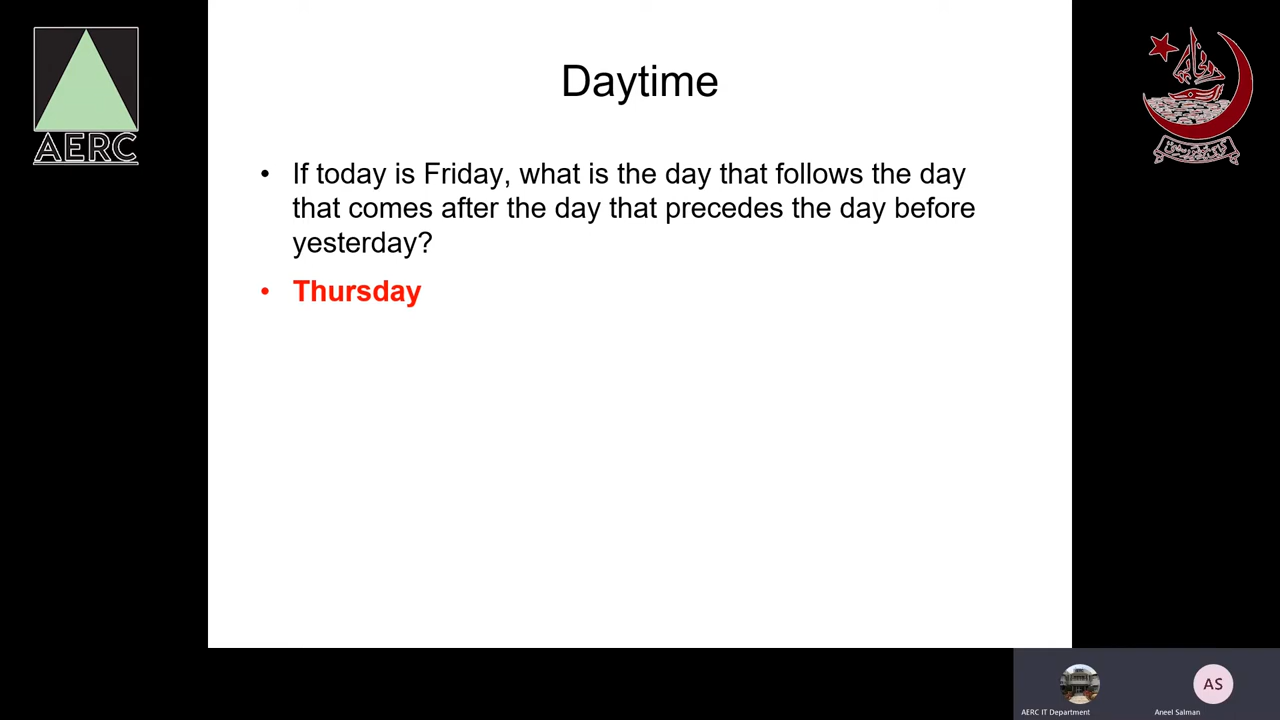 Daytime
AERC
• If today is Friday, what is the day that follows the day
that comes after the day that precedes the day before
yesterday?
• Thursday
AS
AERC IT Department
Aneel Salman